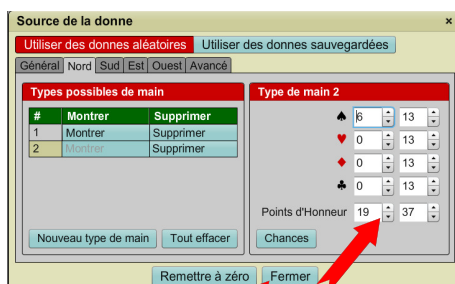 Source de la donne ×
Utiliser des donnes aléatoires Utiliser des donnes sauvegardées
Général Nord Sud Est Ouest Avancé
Types possibles de main
# Montrer Supprimer
1 Montrer Supprimer
2 Montrer Supprimer
Nouveau type de main Tout effacer
Type de main 2
♠ 6 13
♥ 0 13
♦ 0 13
♣ 0 13
Points d'Honneur 19 37
Chances
Remettre à zéro Fermer